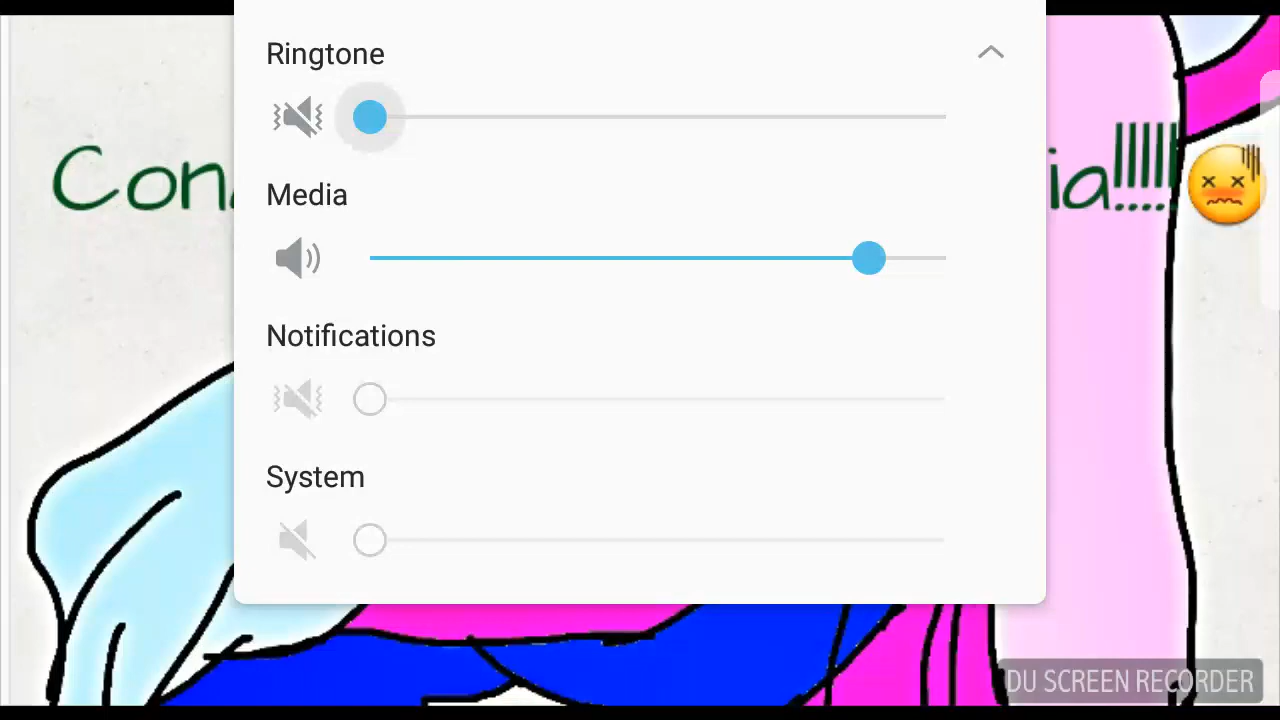 Ringtone
Media
Notifications
System
DU SCREEN RECORDER